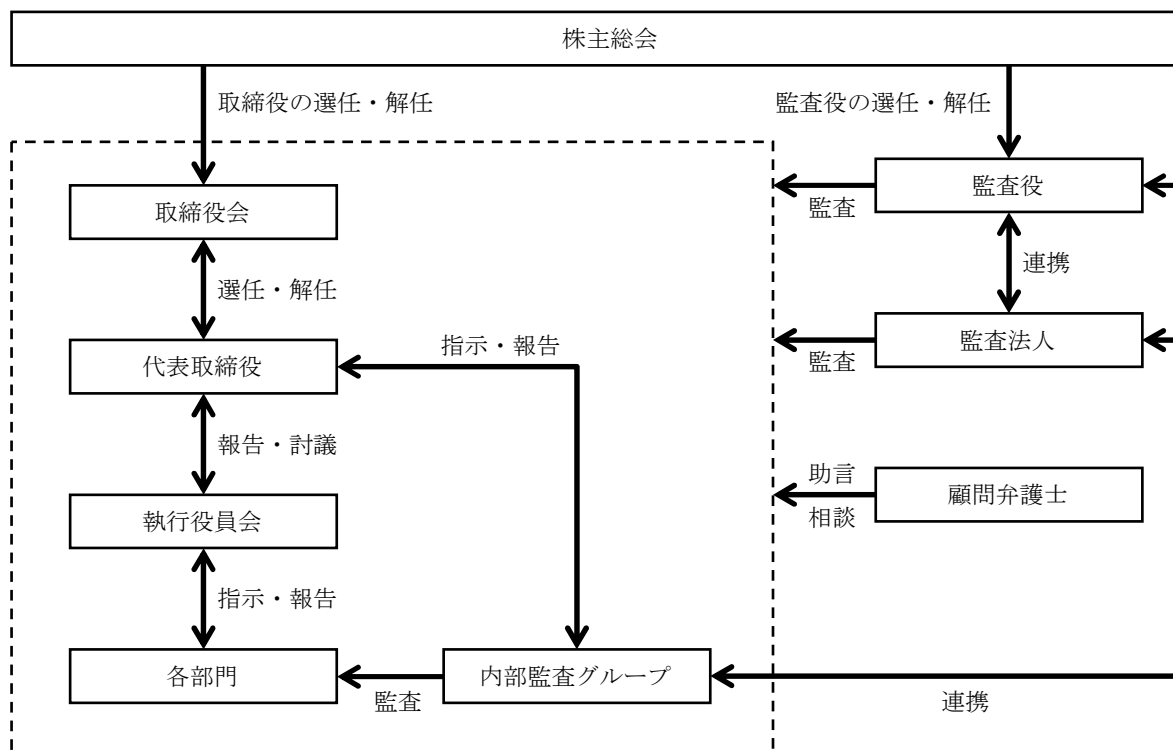 株主総会
取締役の選任・解任
監査役の選任・解任
取締役会
監査役
監査
選任・解任
連携
代表取締役
指示・報告
監査法人
監査
報告・討議
助言
相談
顧問弁護士
執行役員会
指示・報告
各部門
監査
内部監査グループ
連携